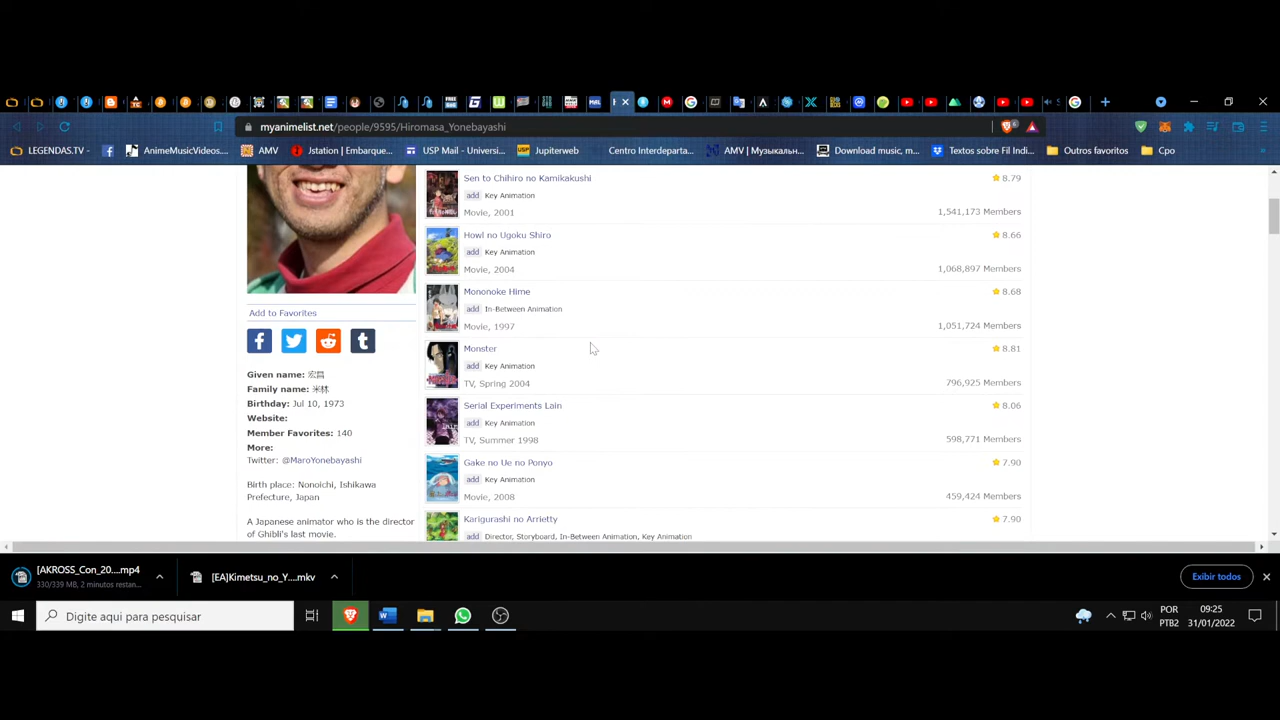 myanimelist.net/people/9595/Hiromasa_Yonebayashi
6
LEGENDAS.TV -
AnimeMusicVideos...
AMV
Jstation | Embarque...
USP Mail - Universi...
Jupiterweb
Centro Interdeparta...
AMV | Музыкальн...
Download music, m...
Textos sobre Fil Indi...
Outros favoritos
Cpo
Sen to Chihiro no Kamikakushi
8.79
add Key Animation
Movie, 2001
1,541,173 Members
Howl no Ugoku Shiro
8.66
add Key Animation
Movie, 2004
1,068,897 Members
Mononoke Hime
8.68
add In-Between Animation
Movie, 1997
1,051,724 Members
Monster
8.81
add Key Animation
TV, Spring 2004
796,925 Members
Serial Experiments Lain
8.06
add Key Animation
TV, Summer 1998
598,771 Members
Gake no Ue no Ponyo
7.90
add Key Animation
Movie, 2008
459,424 Members
Karigurashi no Arrietty
7.90
add Director, Storyboard, In-Between Animation, Key Animation
Add to Favorites
Given name: 宏昌
Family name: 米林
Birthday: Jul 10, 1973
Website:
Member Favorites: 140
More:
Twitter: @MaroYonebayashi
Birth place: Nonoichi, Ishikawa
Prefecture, Japan
A Japanese animator who is the director
of Ghibli's last movie.
[AKROSS_Con_20....mp4
330/339 MB, 2 minutos restan...
[EA]Kimetsu_no_Y....mkv
Exibir todos
Digite aqui para pesquisar
POR
PTB2
09:25
31/01/2022